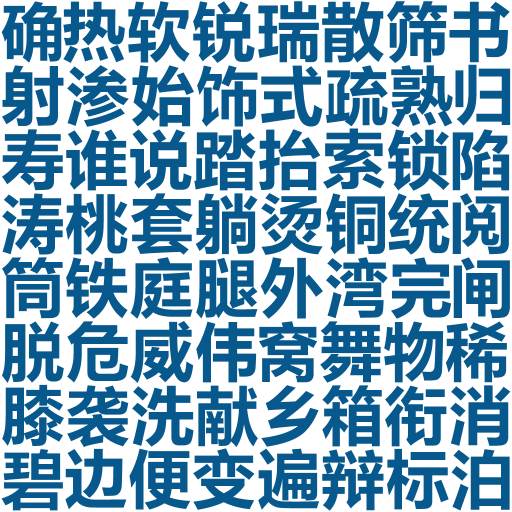 确热软锐瑞散筛书
射渗始饰式疏熟归
寿谁说踏抬索锁陷
涛桃套躺烫铜统阅
筒铁庭腿外湾完闸
脱危威伟窝舞物稀
膝袭洗献乡箱衔消
碧边便变遍辩标泊